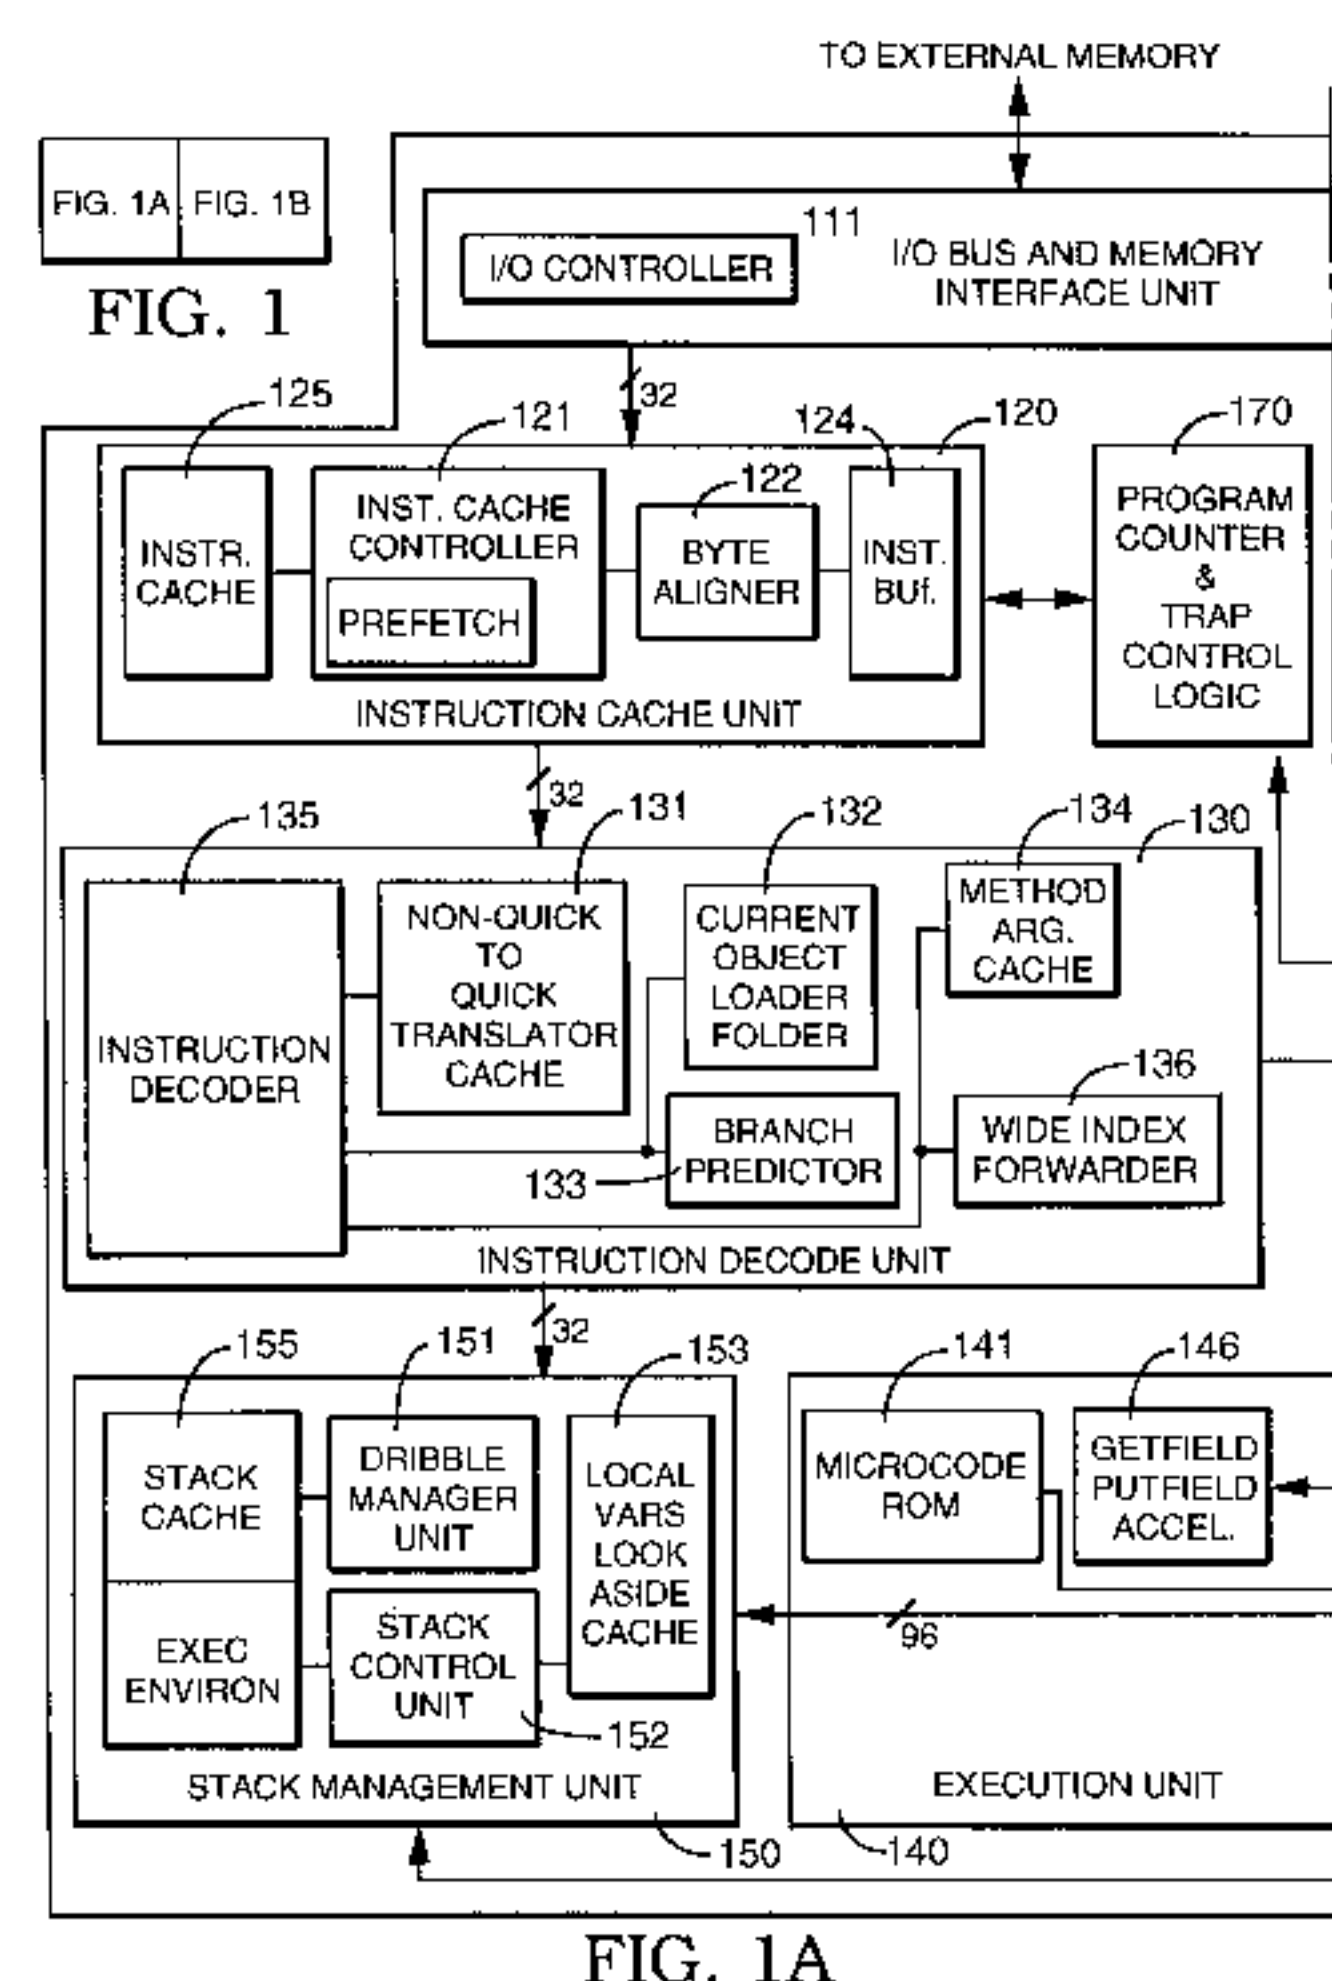 TO EXTERNAL MEMORY
FIG. 1A
FIG. 1B
FIG. 1
111
I/O CONTROLLER
I/O BUS AND MEMORY
INTERFACE UNIT
32
125
121
124
120
170
122
INSTR.
CACHE
INST. CACHE
CONTROLLER
PREFETCH
BYTE
ALIGNER
INST.
BUf.
PROGRAM
COUNTER
&
TRAP
CONTROL
LOGIC
INSTRUCTION CACHE UNIT
32
135
131
132
134
130
INSTRUCTION
DECODER
NON-QUICK
TO
QUICK
TRANSLATOR
CACHE
CURRENT
OBJECT
LOADER
FOLDER
METHOD
ARG.
CACHE
136
BRANCH
PREDICTOR
133
WIDE INDEX
FORWARDER
INSTRUCTION DECODE UNIT
32
155
151
153
141
146
STACK
CACHE
DRIBBLE
MANAGER
UNIT
LOCAL
VARS
LOOK
ASIDE
CACHE
MICROCODE
ROM
GETFIELD
PUTFIELD
ACCEL.
EXEC
ENVIRON
STACK
CONTROL
UNIT
96
152
STACK MANAGEMENT UNIT
EXECUTION UNIT
150
140
FIG. 1A